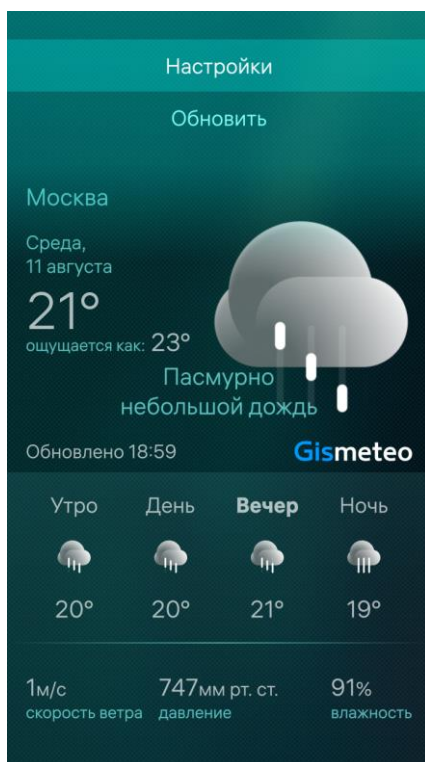 Настройки
Обновить
Москва
Среда,
11 августа
21°
ощущается как: 23°
Пасмурно
небольшой дождь
Обновлено 18:59
Gismeteo
Утро День Вечер Ночь
20° 20° 21° 19°
1м/с 747мм рт. ст. 91%
скорость ветра давление влажность